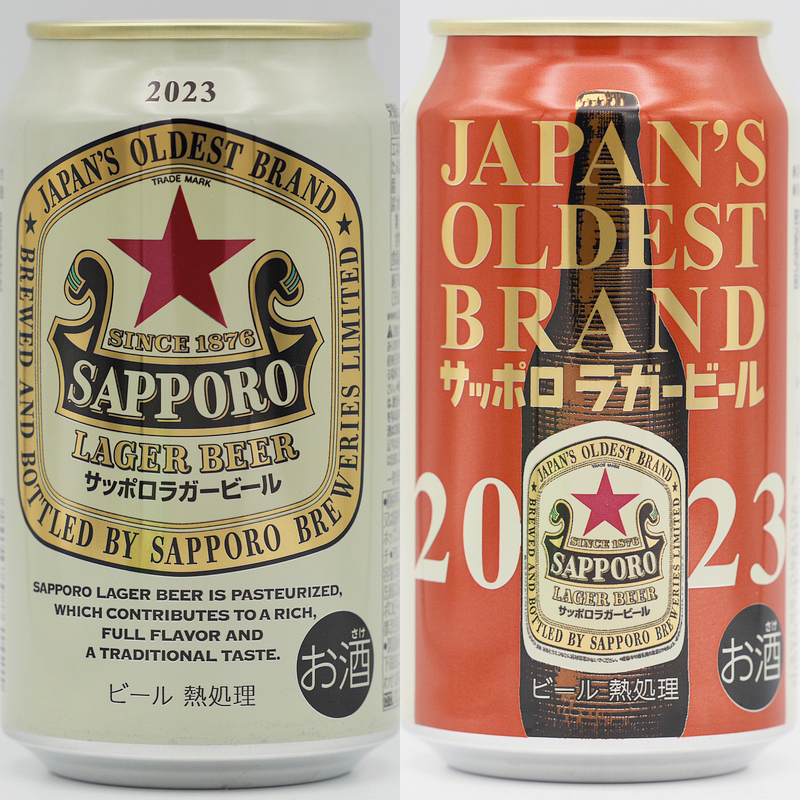 2023
JAPAN'S OLDEST BRAND
TRADE MARK
SINCE 1876
SAPPORO
LAGER BEER
サッポロラガービール
BREWED AND BOTTLED BY SAPPORO BREWERIES LIMITED
SAPPORO LAGER BEER IS PASTEURIZED,
WHICH CONTRIBUTES TO A RICH,
FULL FLAVOR AND
A TRADITIONAL TASTE.
さけ
お酒
ビール 熱処理
JAPAN'S
OLDEST
BRAND
サッポロ ラガービール
20 23
JAPAN'S OLDEST BRAND
TRADE MARK
SINCE 1876
SAPPORO
LAGER BEER
サッポロラガービール
BREWED AND BOTTLED BY SAPPORO BREWERIES LIMITED
さけ
お酒
ビール 熱処理